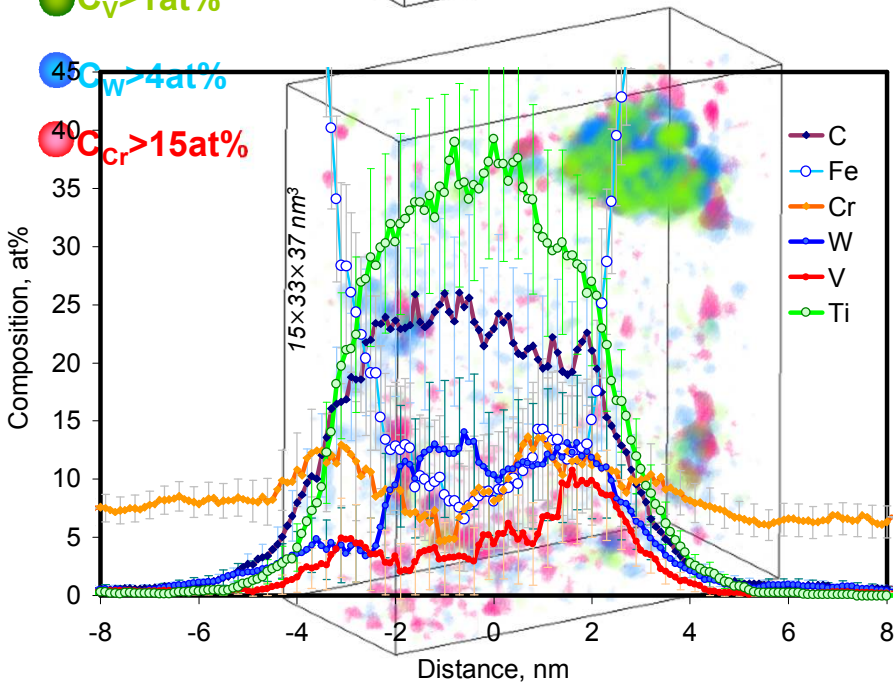 C_V>1at%
C_W>4at%
C_Cr>15at%
45
40
35
30
25
20
15
10
5
0
Composition, at%
15×33×37 nm³
C
Fe
Cr
W
V
Ti
-8 -6 -4 -2 0 2 4 6 8
Distance, nm